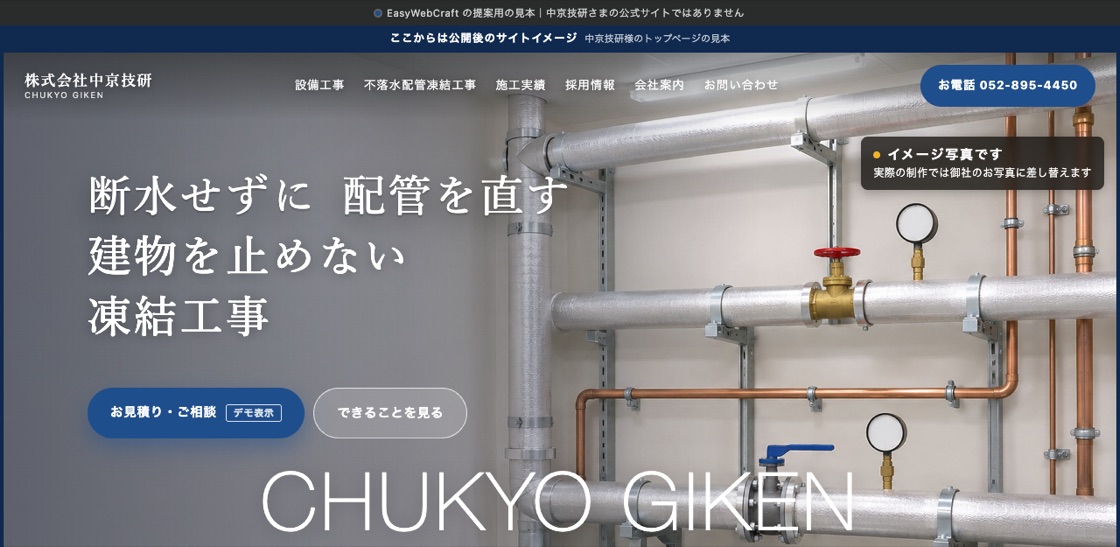 EasyWebCraft の提案用の見本｜中京技研さまの公式サイトではありません
ここからは公開後のサイトイメージ 中京技研様のトップページの見本
株式会社中京技研
CHUKYO GIKEN
設備工事 不落水配管凍結工事 施工実績 採用情報 会社案内 お問い合わせ
お電話 052-895-4450
イメージ写真です
実際の制作では御社のお写真に差し替えます
断水せずに 配管を直す
建物を止めない
凍結工事
お見積り・ご相談 デモ表示
できることを見る
CHUKYO GIKEN